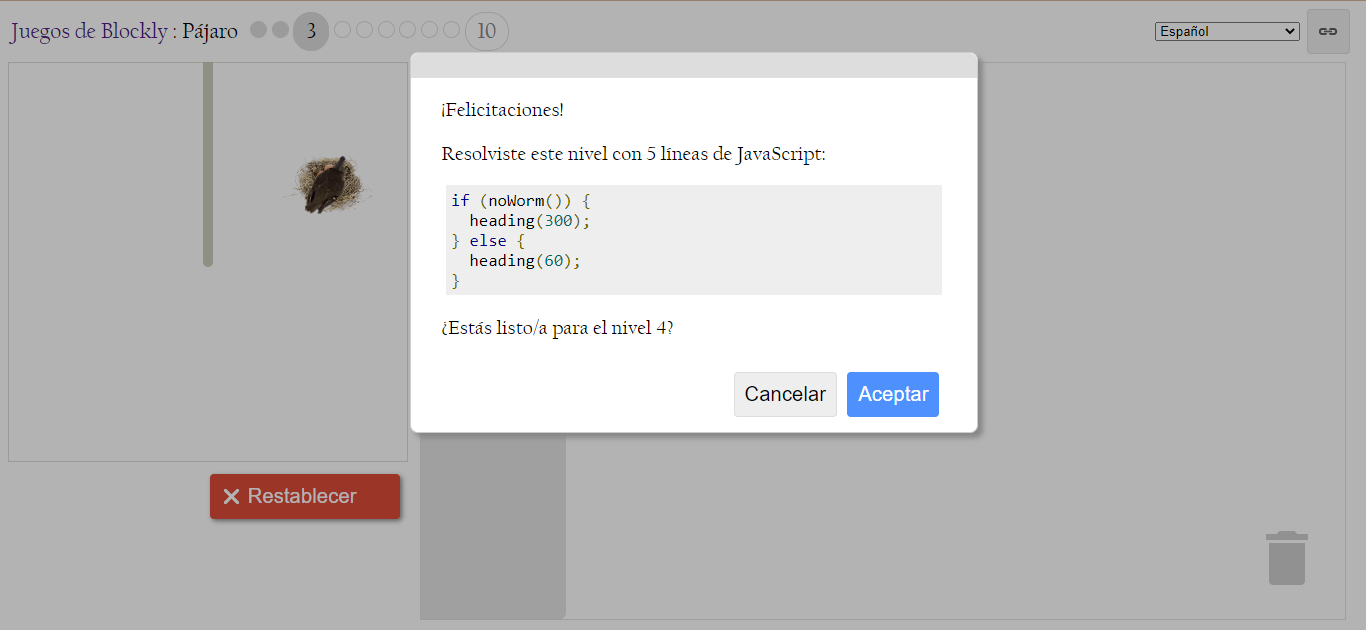 Juegos de Blockly : Pájaro 3 10
Español
¡Felicitaciones!
Resolviste este nivel con 5 líneas de JavaScript:
if (noWorm()) {
  heading(300);
} else {
  heading(60);
}
¿Estás listo/a para el nivel 4?
Cancelar
Aceptar
Restablecer